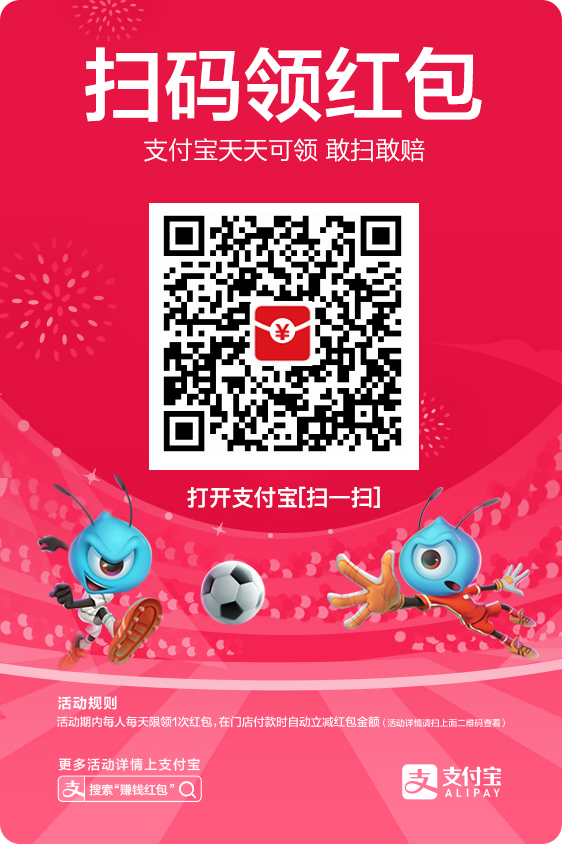 扫码领红包
支付宝天天可领 敢扫敢赔
¥
打开支付宝[扫一扫]
活动规则
活动期内每人每天限领1次红包,在门店付款时自动立减红包金额(活动详情请扫上面二维码查看)
更多活动详情上支付宝
支 搜索“赚钱红包”
支 支付宝
ALIPAY